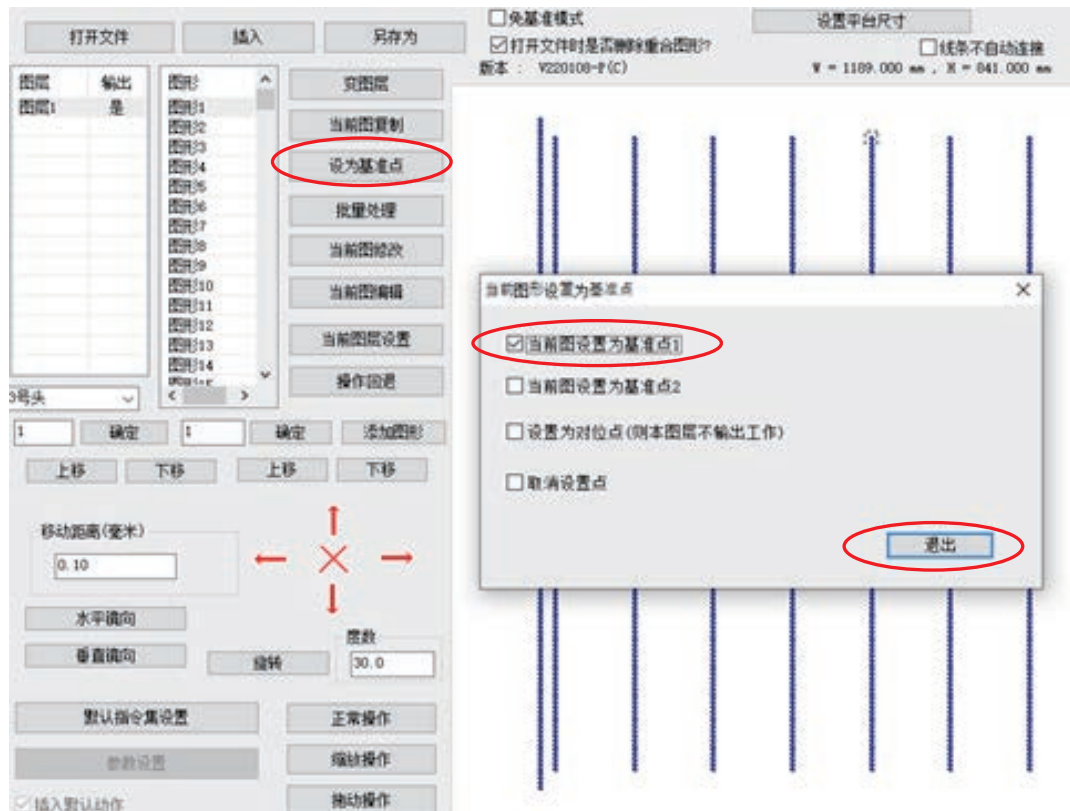 打开文件 插入 另存为
免基准模式 设置平台尺寸
打开文件时是否删除重合图形? 线条不自动连接
版本 : V220108-P(C) W = 1189.000 mm , H = 841.000 mm
图层 输出 图形 变图层
图层1 是 图形1
图形2 当前图复制
图形3
图形4 设为基准点
图形5
图形6 批量处理
图形7
图形8 当前图修改
图形9
图形10 当前图编辑
图形11
图形12 当前图层设置
图形13
图形14 操作回退
号头
1 确定 1 确定 添加图形
上移 下移 上移 下移
移动距离(毫米)
0.10
水平镜向 度数
垂直镜向 旋转 30.0
默认指令集设置 正常操作
参数设置 缩放操作
插入默认动作 拖动操作
当前图形设置为基准点
当前图设置为基准点1
当前图设置为基准点2
设置为对位点(则本图层不输出工作)
取消设置点
退出